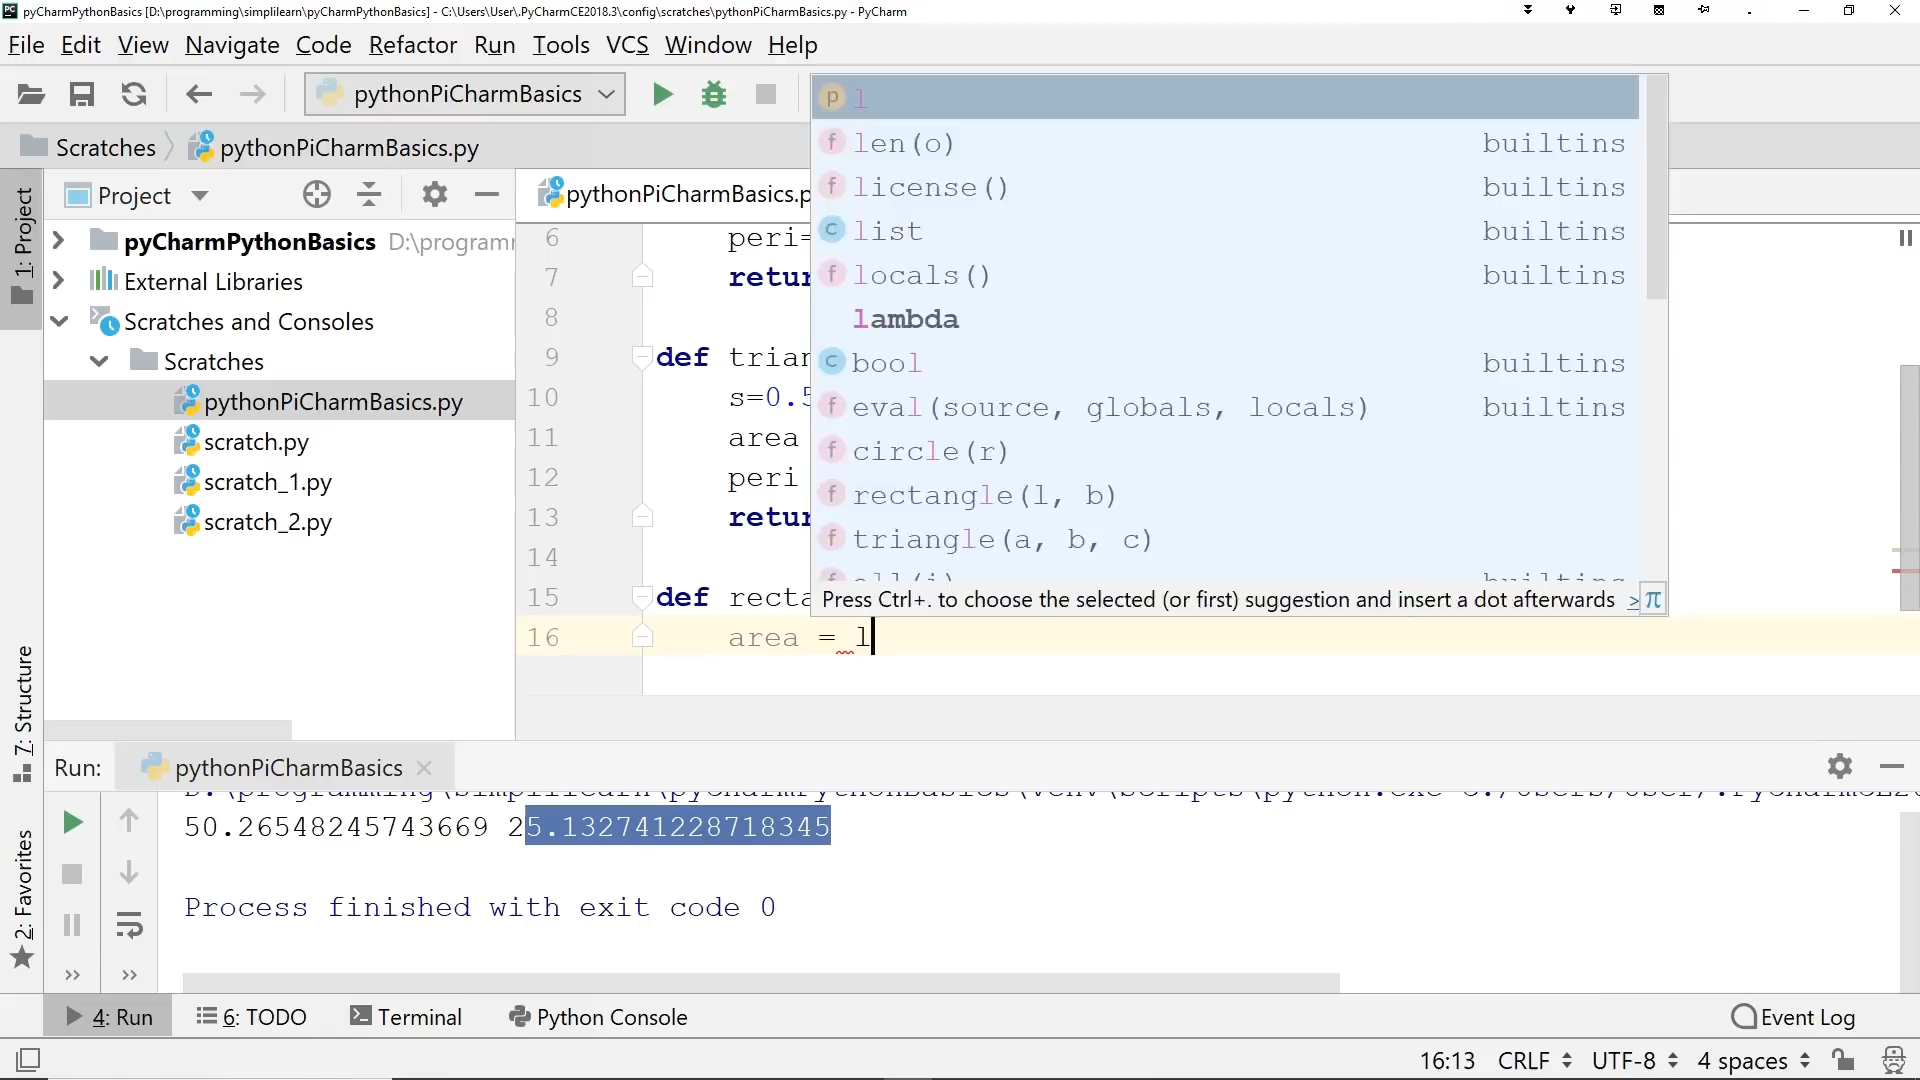 pyCharmPythonBasics [D:\programming\simplilearn\pyCharmPythonBasics] - C:\Users\User\.PyCharmCE2018.3\config\scratches\pythonPiCharmBasics.py - PyCharm
File Edit View Navigate Code Refactor Run Tools VCS Window Help
pythonPiCharmBasics
Scratches pythonPiCharmBasics.py
1: Project
Project
pyCharmPythonBasics D:\program
External Libraries
Scratches and Consoles
Scratches
pythonPiCharmBasics.py
scratch.py
scratch_1.py
scratch_2.py
7: Structure
2: Favorites
pythonPiCharmBasics.p
6 peri=
7 retur
8
9 def trian
10 s=0.5
11 area
12 peri
13 retur
14
15 def recta
16 area = l
p l
f len(o) builtins
f license() builtins
c list builtins
f locals() builtins
lambda
c bool builtins
f eval(source, globals, locals) builtins
f circle(r)
f rectangle(l, b)
f triangle(a, b, c)
f all(i) builtins
Press Ctrl+. to choose the selected (or first) suggestion and insert a dot afterwards >> π
Run: pythonPiCharmBasics
D:\programming\simplilearn\pyCharmPythonBasics\venv\Scripts\python.exe
50.26548245743669 25.132741228718345
Process finished with exit code 0
4: Run 6: TODO Terminal Python Console Event Log
16:13 CRLF UTF-8 4 spaces